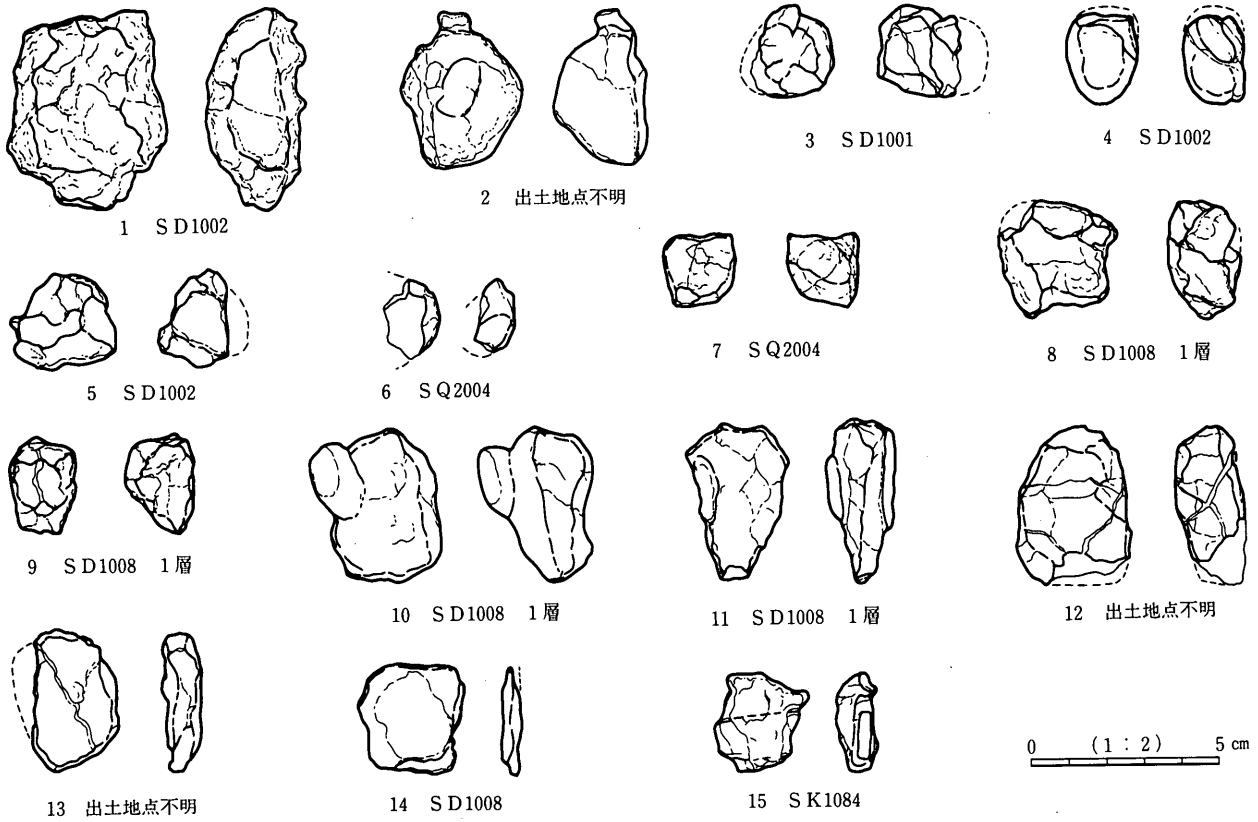 1 SD1002
2 出土地点不明
3 SD1001
4 SD1002
5 SD1002
6 SQ2004
7 SQ2004
8 SD1008 1層
9 SD1008 1層
10 SD1008 1層
11 SD1008 1層
12 出土地点不明
13 出土地点不明
14 SD1008
15 SK1084
0 (1:2) 5cm